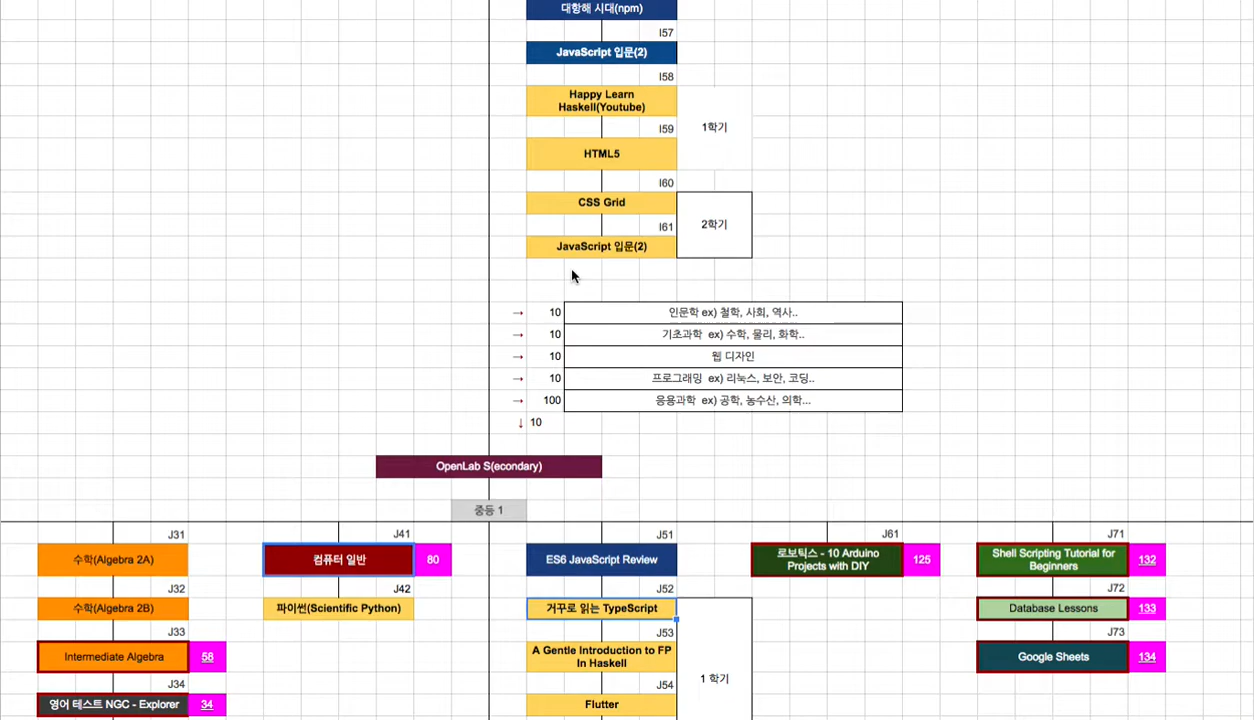 대항해 시대(npm)
I57
JavaScript 입문(2)
I58
Happy Learn
Haskell(Youtube)
1학기
I59
HTML5
I60
CSS Grid
2학기
I61
JavaScript 입문(2)
→ 10 인문학 ex) 철학, 사회, 역사..
→ 10 기초과학 ex) 수학, 물리, 화학..
→ 10 웹 디자인
→ 10 프로그래밍 ex) 리눅스, 보안, 코딩..
→ 100 응용과학 ex) 공학, 농수산, 의학...
↓ 10
OpenLab S(econdary)
중등 1
J31 J41 J51 J61 J71
수학(Algebra 2A)
컴퓨터 일반 80
ES6 JavaScript Review
로보틱스 - 10 Arduino
Projects with DIY
125
Shell Scripting Tutorial for
Beginners
132
J32 J42 J52 J72
수학(Algebra 2B)
파이썬(Scientific Python)
거꾸로 읽는 TypeScript
Database Lessons 133
J33 J53 J73
Intermediate Algebra 58
A Gentle Introduction to FP
In Haskell
Google Sheets 134
1 학기
J34 J54
영어 테스트 NGC - Explorer 34
Flutter